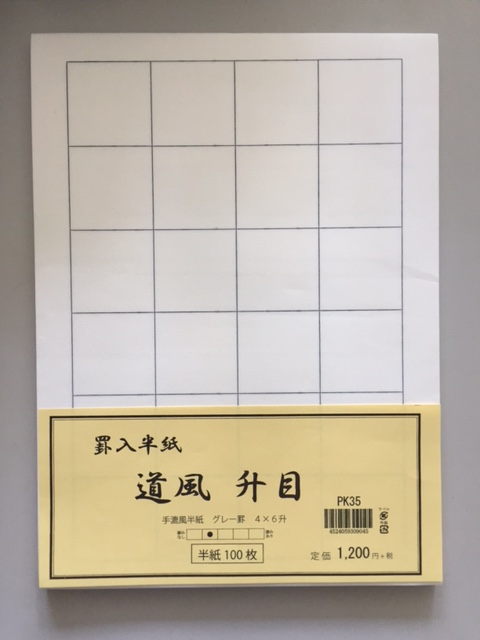 罫入半紙
道風 升目
手漉風半紙 グレー罫 4×6升
半紙100枚
PK35
4524059309043
定価 1,200円+税